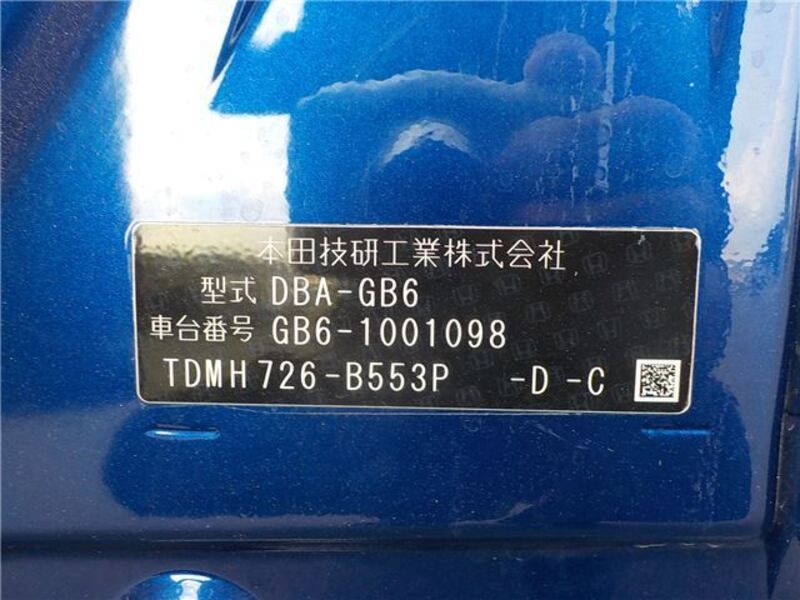 本田技研工業株式会社
型式 DBA-GB6
車台番号 GB6-1001098
TDMH726-B553P -D -C